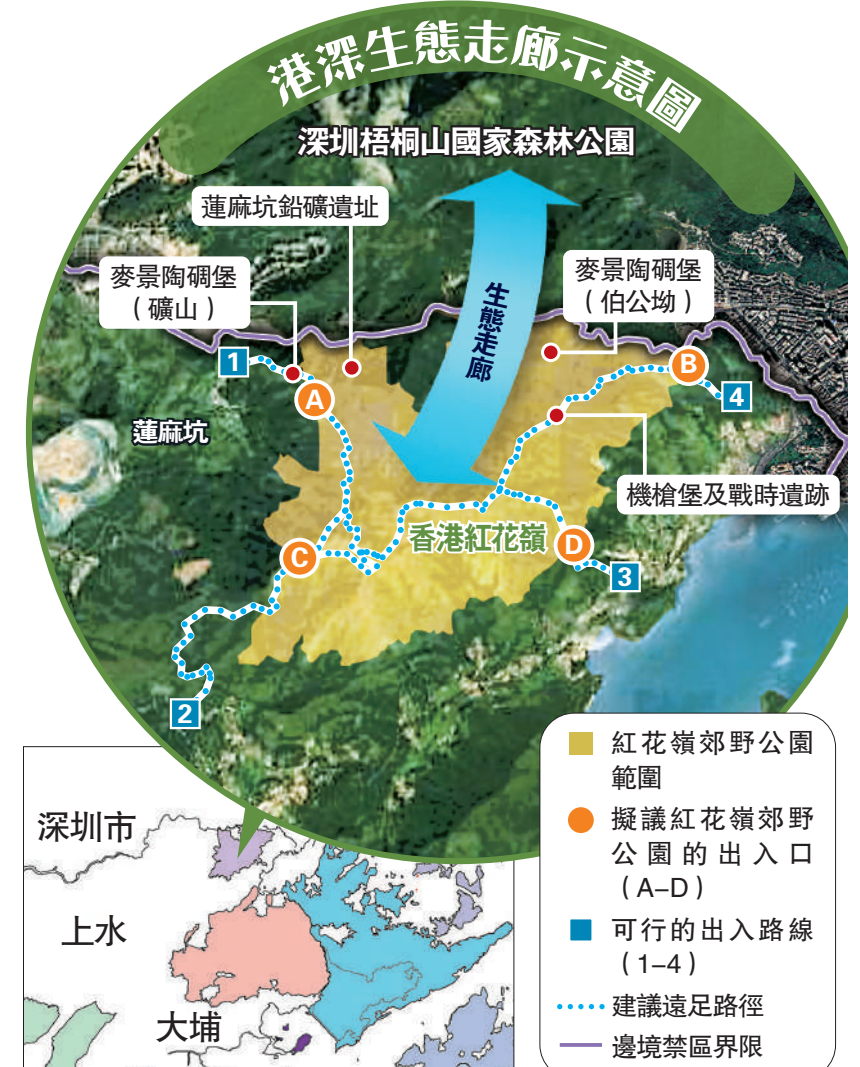 港深生態走廊示意圖
深圳梧桐山國家森林公園
蓮麻坑鉛礦遺址
麥景陶碉堡
（礦山）
麥景陶碉堡
（伯公坳）
生態走廊
1
A
B
4
蓮麻坑
機槍堡及戰時遺跡
香港紅花嶺
C
D
3
2
紅花嶺郊野公園
範圍
擬議紅花嶺郊野
公園的出入口
（A–D）
可行的出入路線
（1–4）
建議遠足路徑
邊境禁區界限
深圳市
上水
大埔